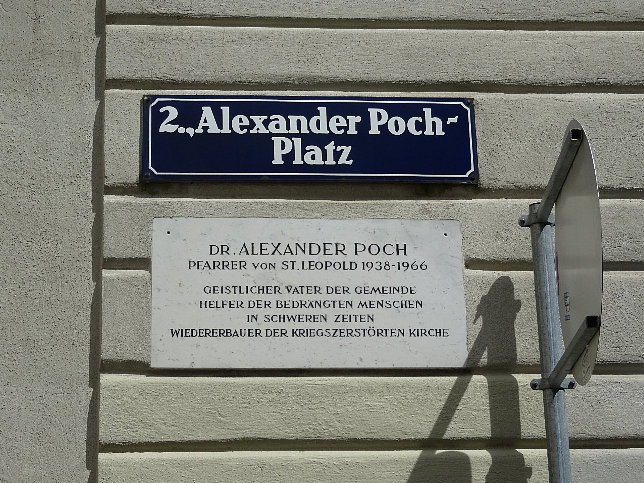 2., Alexander Poch-
Platz
DR. ALEXANDER POCH
PFARRER VON ST. LEOPOLD 1938-1966
GEISTLICHER VATER DER GEMEINDE
HELFER DER BEDRÄNGTEN MENSCHEN
IN SCHWEREN ZEITEN
WIEDERERBAUER DER KRIEGSZERSTÖRTEN KIRCHE